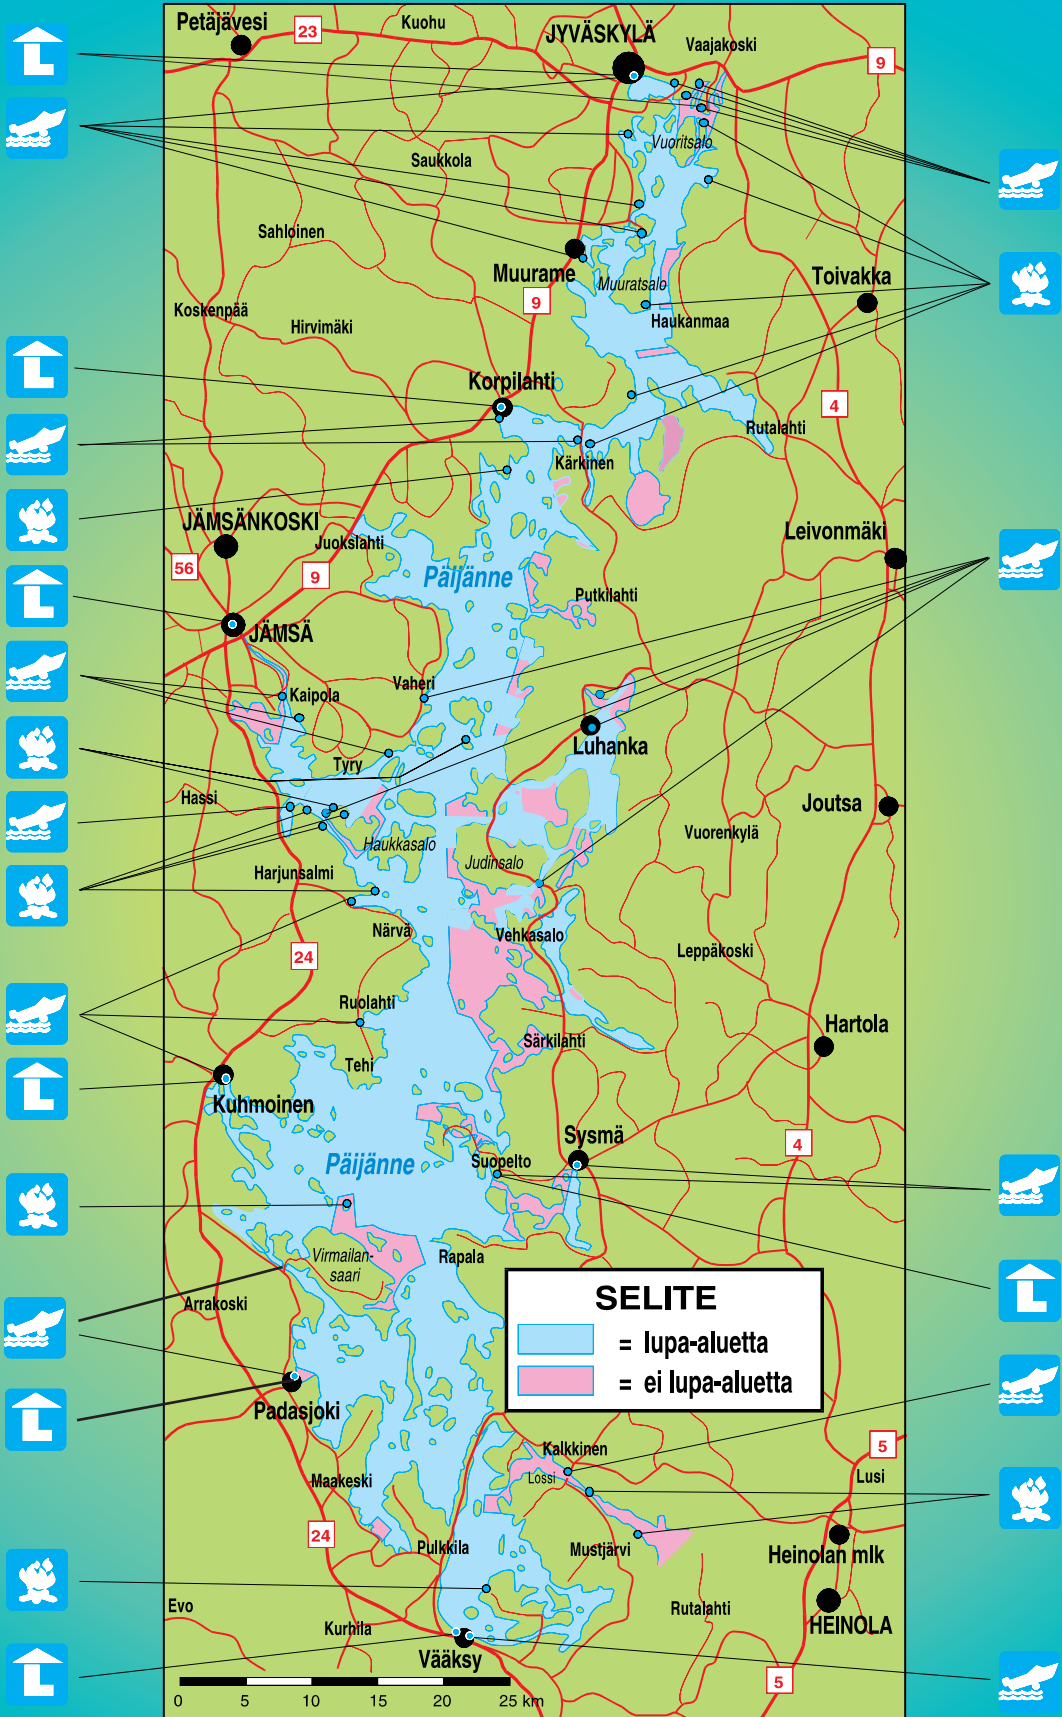 Petäjävesi
23
Kuohu
JYVÄSKYLÄ
Vaajakoski
9
Vuoritsalo
Saukkola
Sahloinen
Muurame
Muuratsalo
Toivakka
9
Koskenpää
Hirvimäki
Haukanmaa
Korpilahti
4
Rutalahti
Kärkinen
JÄMSÄNKOSKI
Juokslahti
Leivonmäki
56
9
Päijänne
Putkilahti
JÄMSÄ
Kaipola
Vaheri
Luhanka
Tyry
Hassi
Joutsa
Vuorenkylä
Haukkasalo
Judinsalo
Harjunsalmi
Närvä
Vehkasalo
24
Leppäkoski
Ruolahti
Hartola
Särkilahti
Tehi
Kuhmoinen
Sysmä
4
Päijänne
Suopelto
Virmailan-
saari
Rapala
Arrakoski
SELITE
= lupa-aluetta
= ei lupa-aluetta
Padasjoki
Kalkkinen
5
Lossi
Lusi
Maakeski
24
Pulkkila
Mustjärvi
Heinolan mlk
Evo
Rutalahti
HEINOLA
Kurhila
Vääksy
5
0 5 10 15 20 25 km